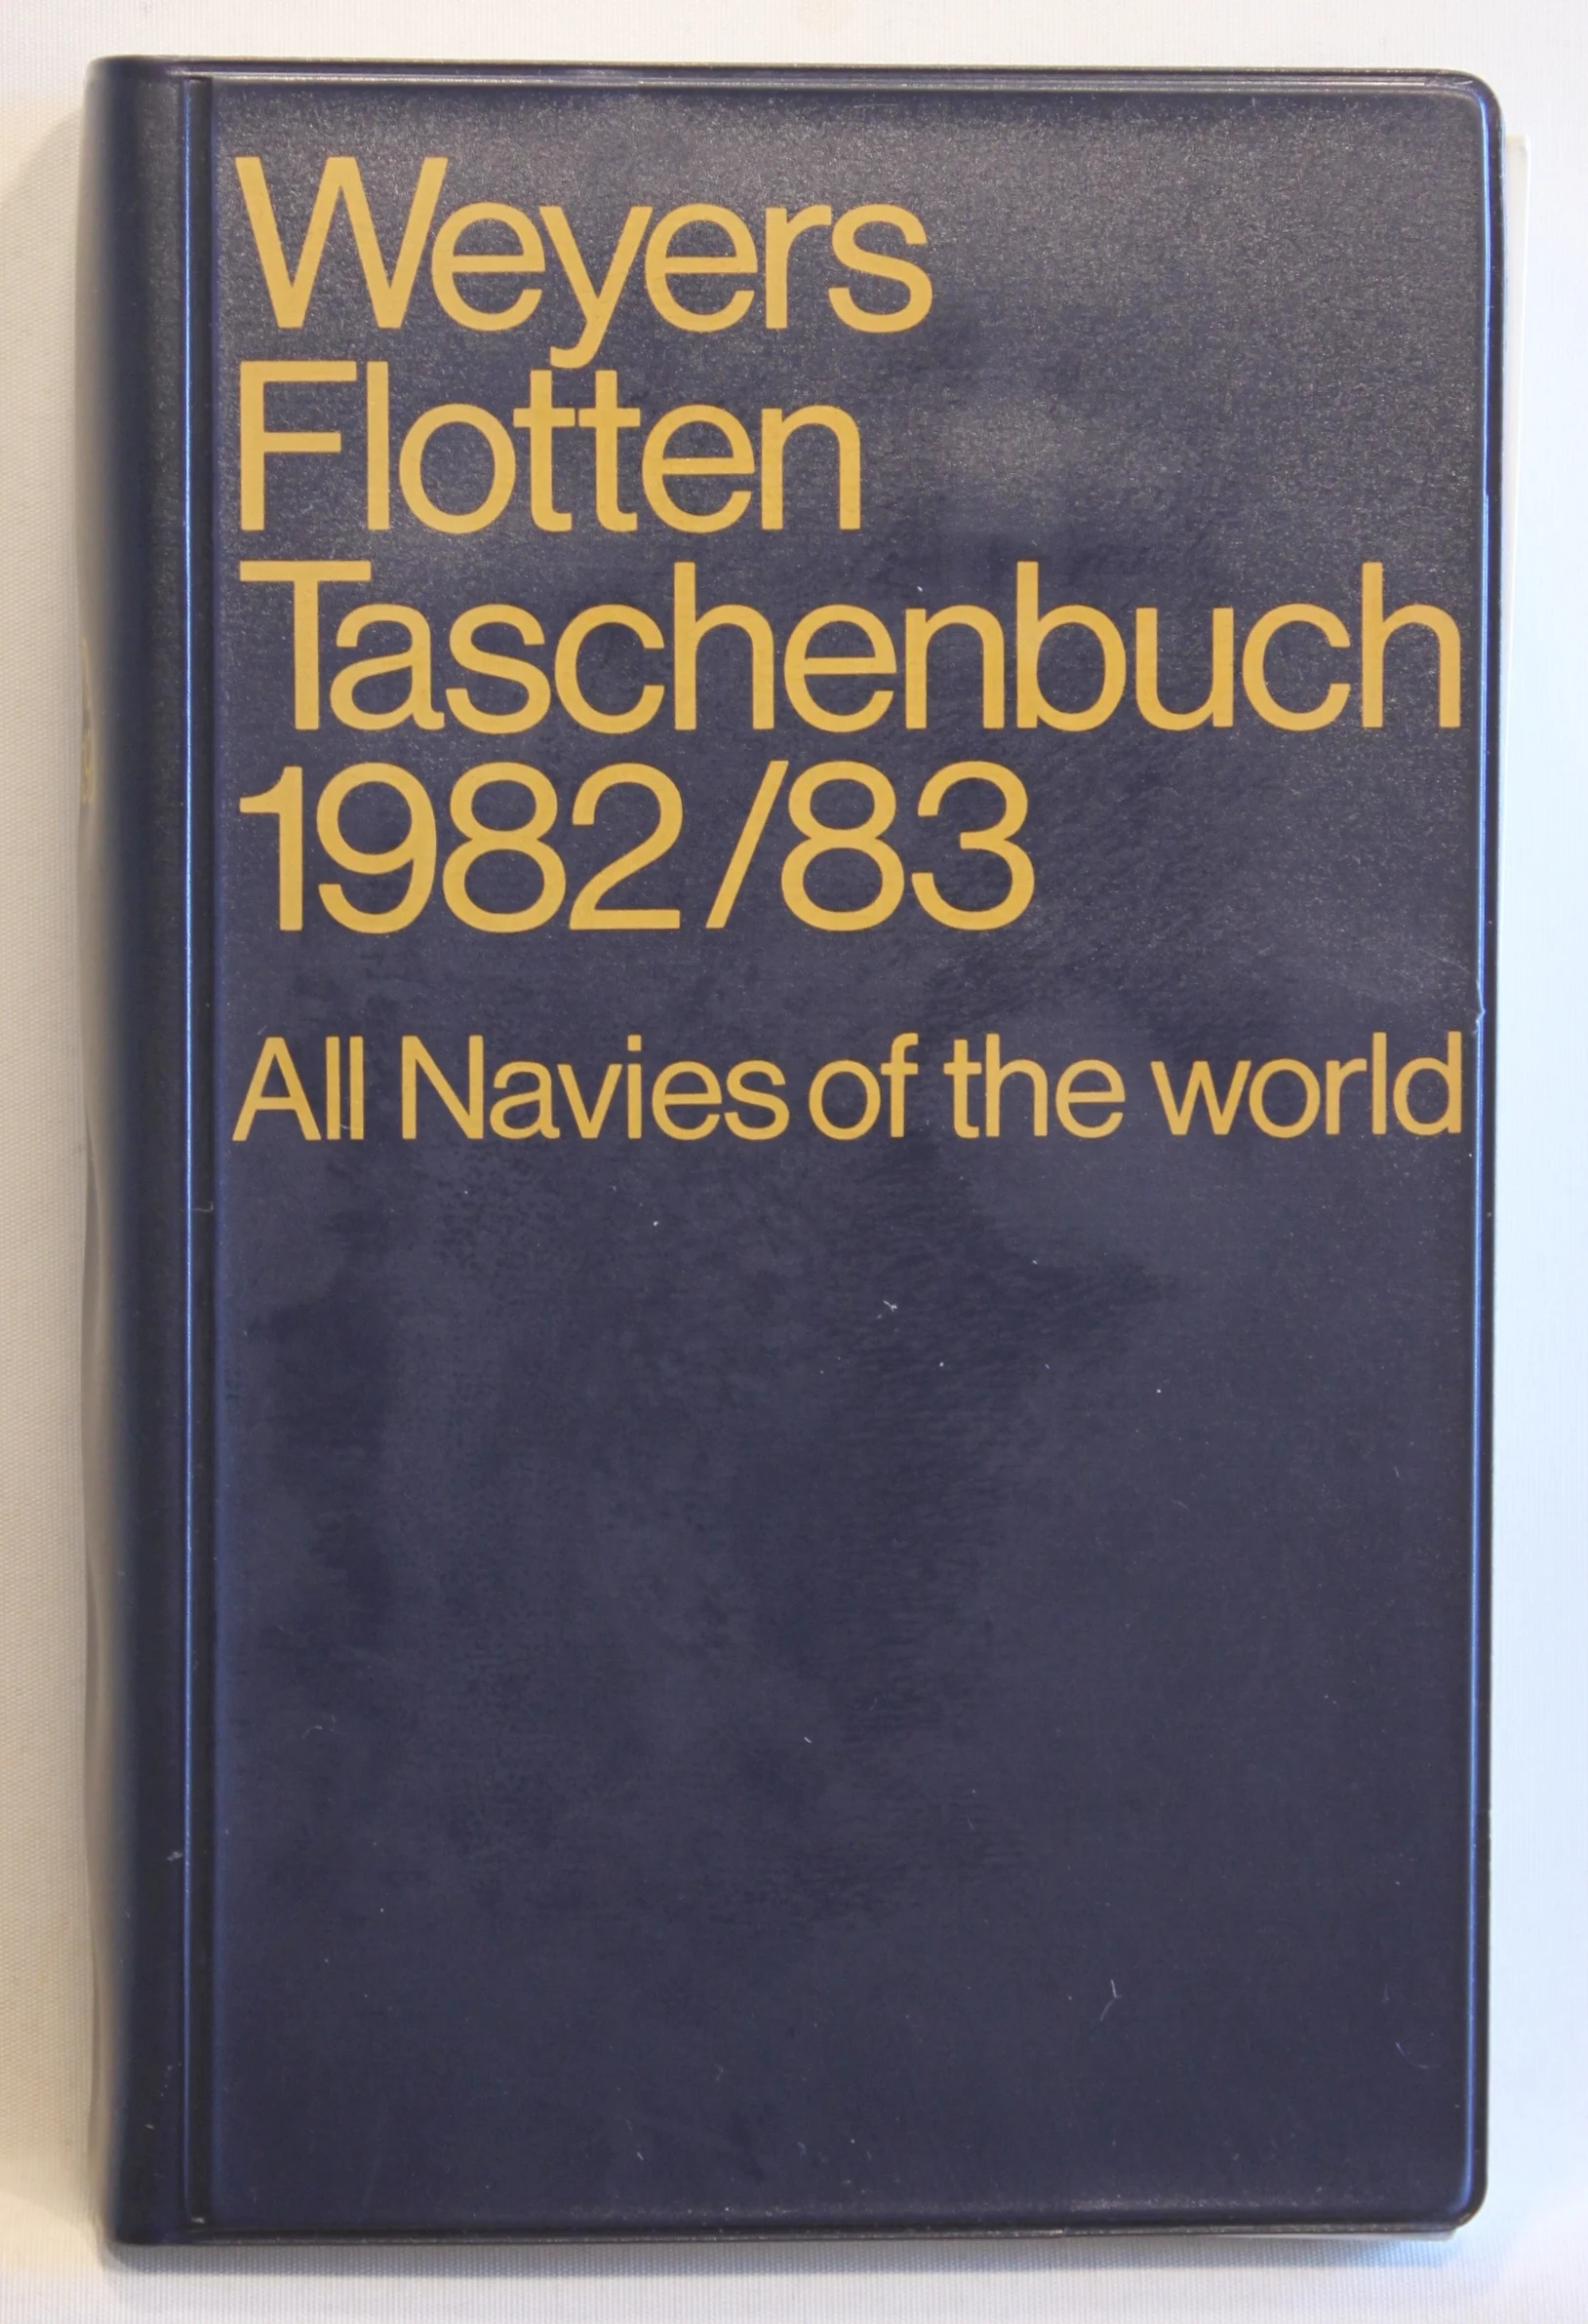 Weyers
Flotten
Taschenbuch
1982/83
All Navies of the world